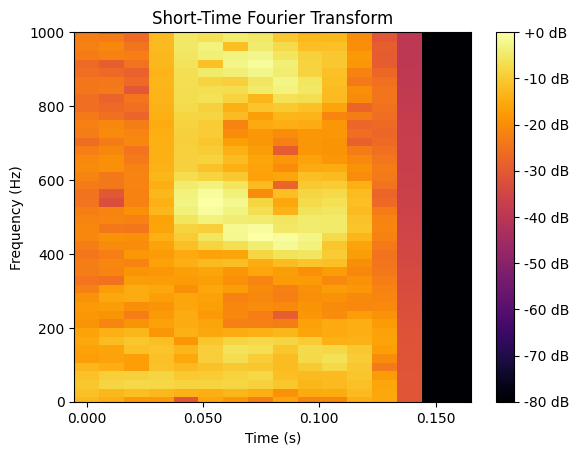 Short-Time Fourier Transform
1000
800
600
400
200
0
Frequency (Hz)
0.000
0.050
0.100
0.150
Time (s)
+0 dB
-10 dB
-20 dB
-30 dB
-40 dB
-50 dB
-60 dB
-70 dB
-80 dB